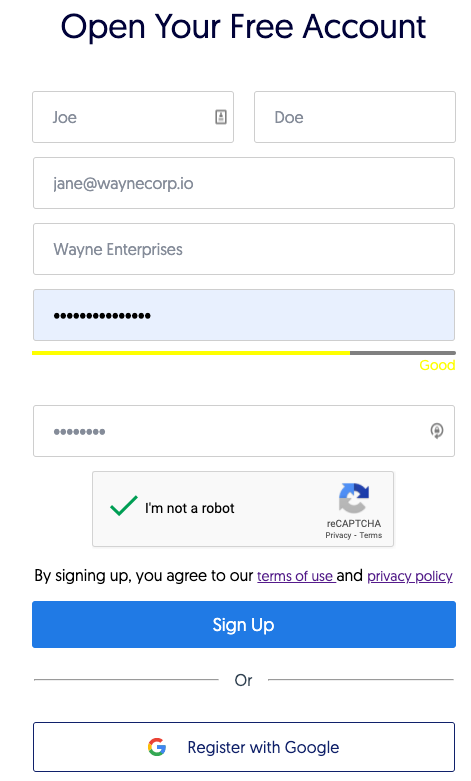 Open Your Free Account
Joe Doe
jane@waynecorp.io
Wayne Enterprises
•••••••••••••••
Good
••••••••
I'm not a robot
reCAPTCHA
Privacy - Terms
By signing up, you agree to our terms of use and privacy policy
Sign Up
Or
Register with Google